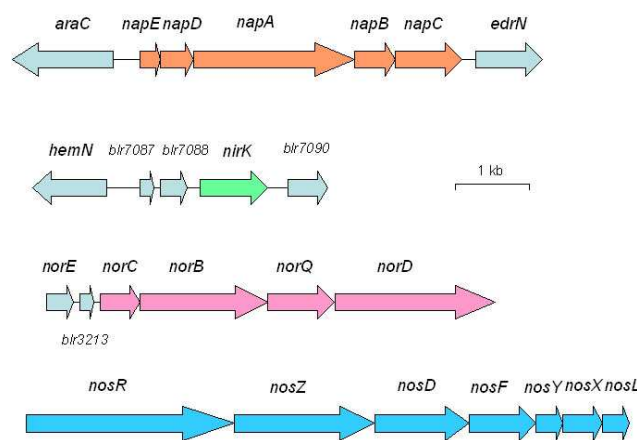 araC napE napD napA napB napC edrN
hemN blr7087 blr7088 nirK blr7090
1 kb
norE norC norB norQ norD
blr3213
nosR nosZ nosD nosF nosY nosX nosL